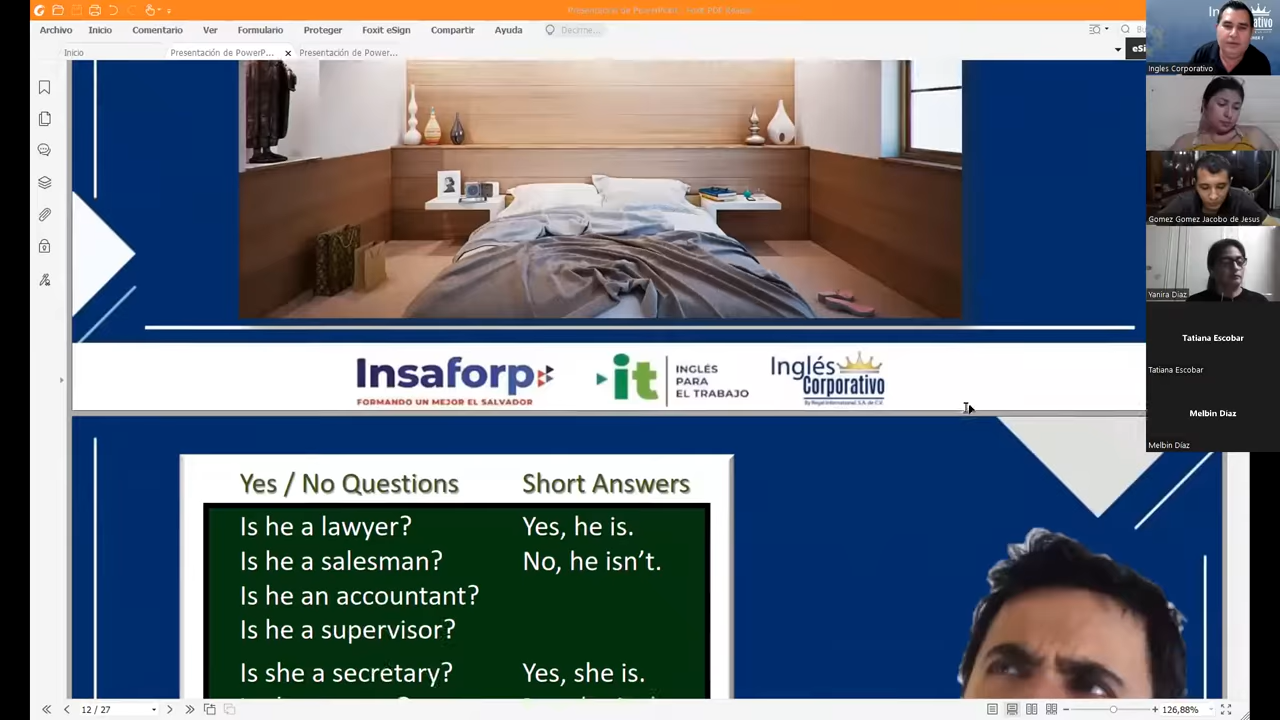 Archivo Inicio Comentario Ver Formulario Proteger Foxit eSign Compartir Ayuda Decirme...
Inicio Presentación de PowerP... Presentación de Power...
Ingles Corporativo
Gomez Gomez Jacobo de Jesus
Yanira Diaz
Tatiana Escobar
Tatiana Escobar
Melbin Diaz
Melbin Díaz
Insaforp
FORMANDO UN MEJOR EL SALVADOR
it
INGLÉS
PARA
EL TRABAJO
Inglés
Corporativo
Yes / No Questions Short Answers
Is he a lawyer? Yes, he is.
Is he a salesman? No, he isn't.
Is he an accountant?
Is he a supervisor?
Is she a secretary? Yes, she is.
12 / 27
126,88%